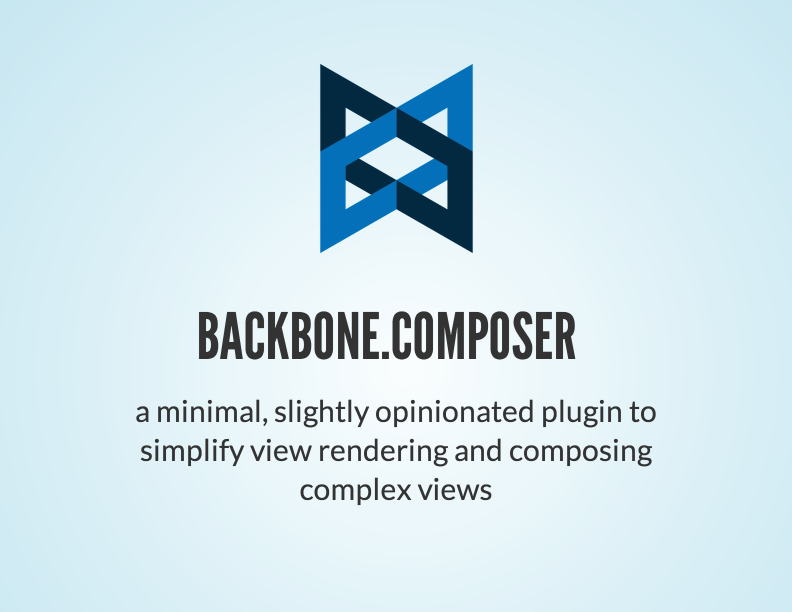 BACKBONE.COMPOSER
a minimal, slightly opinionated plugin to
simplify view rendering and composing
complex views